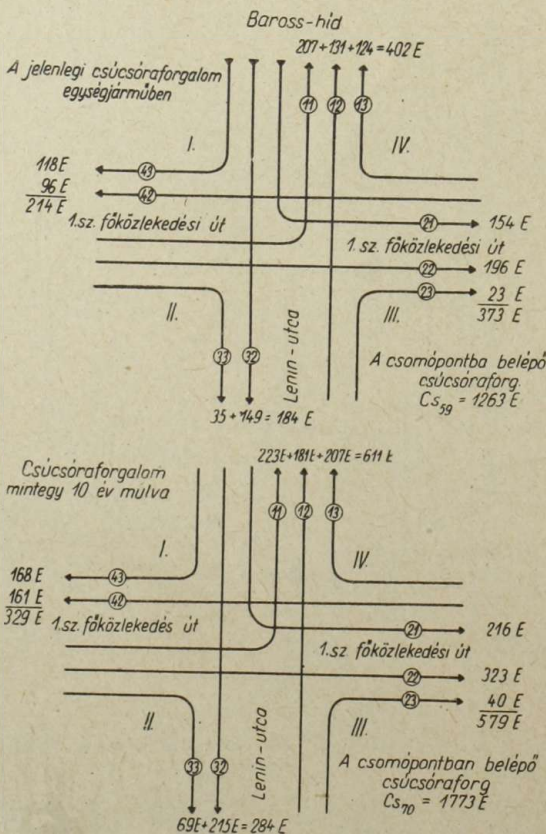 Baross-híd
207+131+124=402 E
A jelenlegi csúcsóraforgalom
egységjárműben
11 12 13
I.
IV.
118 E
43
96 E
42
214 E
21
154 E
1.sz. főközlekedési út
1.sz. főközlekedési út
22
196 E
23
23 E
373 E
II.
III.
33
32
Lenin-utca
A csomópontba belépő
csúcsóraforg.
Cs59 = 1263 E
35+149=184 E
223E+181E+207E=611 E
Csúcsóraforgalom
mintegy 10 év múlva
11 12 13
I.
IV.
168 E
43
161 E
42
329 E
21
216 E
1.sz. főközlekedés út
1.sz főközlekedési út
22
323 E
23
40 E
579 E
II.
III.
33
32
Lenin-utca
A csomópontban belépő
csúcsóraforg
Cs70 = 1773 E
69E+215E=284 E